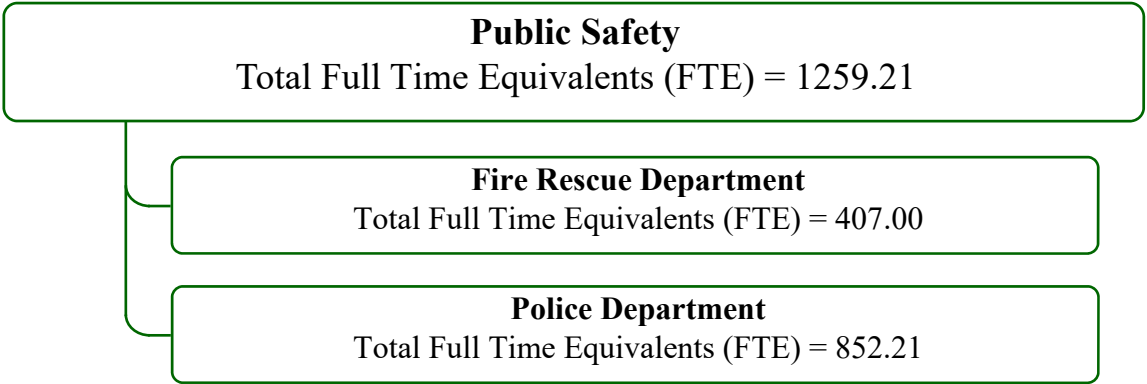 Public Safety
Total Full Time Equivalents (FTE) = 1259.21
Fire Rescue Department
Total Full Time Equivalents (FTE) = 407.00
Police Department
Total Full Time Equivalents (FTE) = 852.21